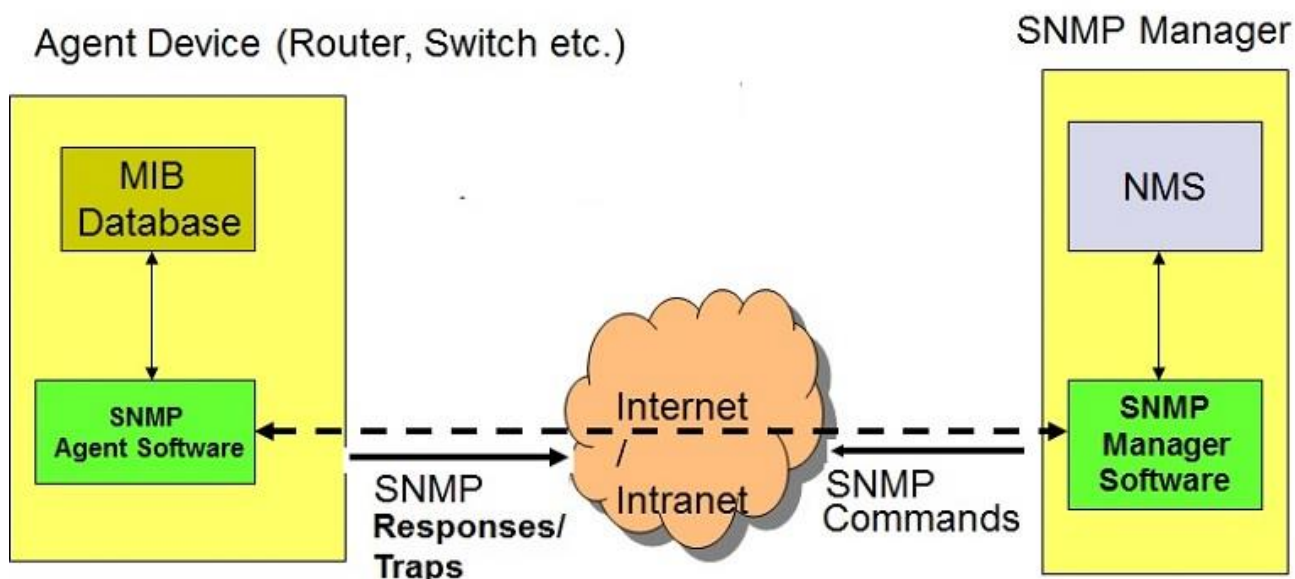 Agent Device (Router, Switch etc.)
SNMP Manager
MIB
Database
NMS
SNMP
Agent Software
Internet
/
Intranet
SNMP
Manager
Software
SNMP
Responses/
Traps
SNMP
Commands